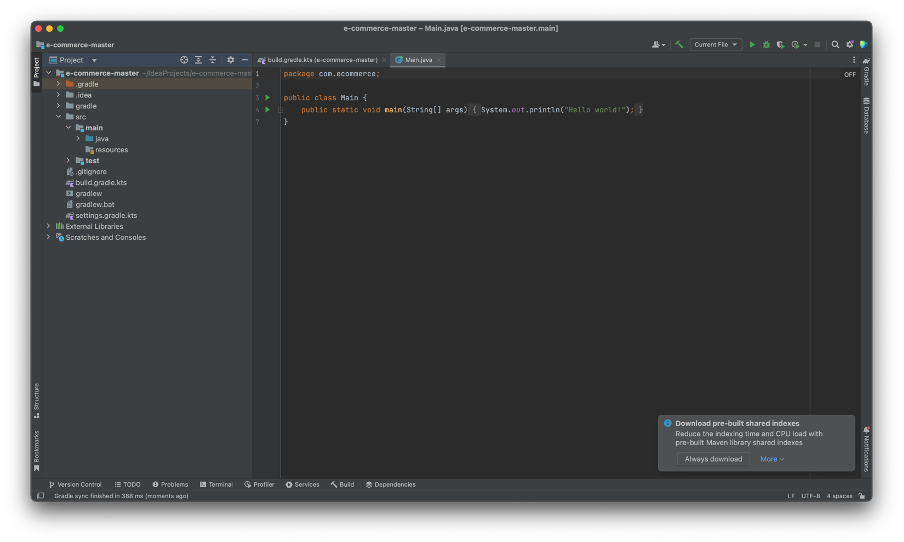 e-commerce-master – Main.java [e-commerce-master.main]
e-commerce-master
Current File
Project
build.gradle.kts (e-commerce-master)
Main.java
Project
e-commerce-master ~/IdeaProjects/e-commerce-mas
.gradle
.idea
gradle
src
main
java
resources
test
.gitignore
build.gradle.kts
gradlew
gradlew.bat
settings.gradle.kts
External Libraries
Scratches and Consoles
Structure
Bookmarks
1 package com.ecommerce;
2
3 public class Main {
4 public static void main(String[] args) { System.out.println("Hello world!"); }
7 }
OFF
Gradle
Database
Notifications
Download pre-built shared indexes
Reduce the indexing time and CPU load with
pre-built Maven library shared indexes
Always download
More
Version Control
TODO
Problems
Terminal
Profiler
Services
Build
Dependencies
Gradle sync finished in 368 ms (moments ago)
LF
UTF-8
4 spaces